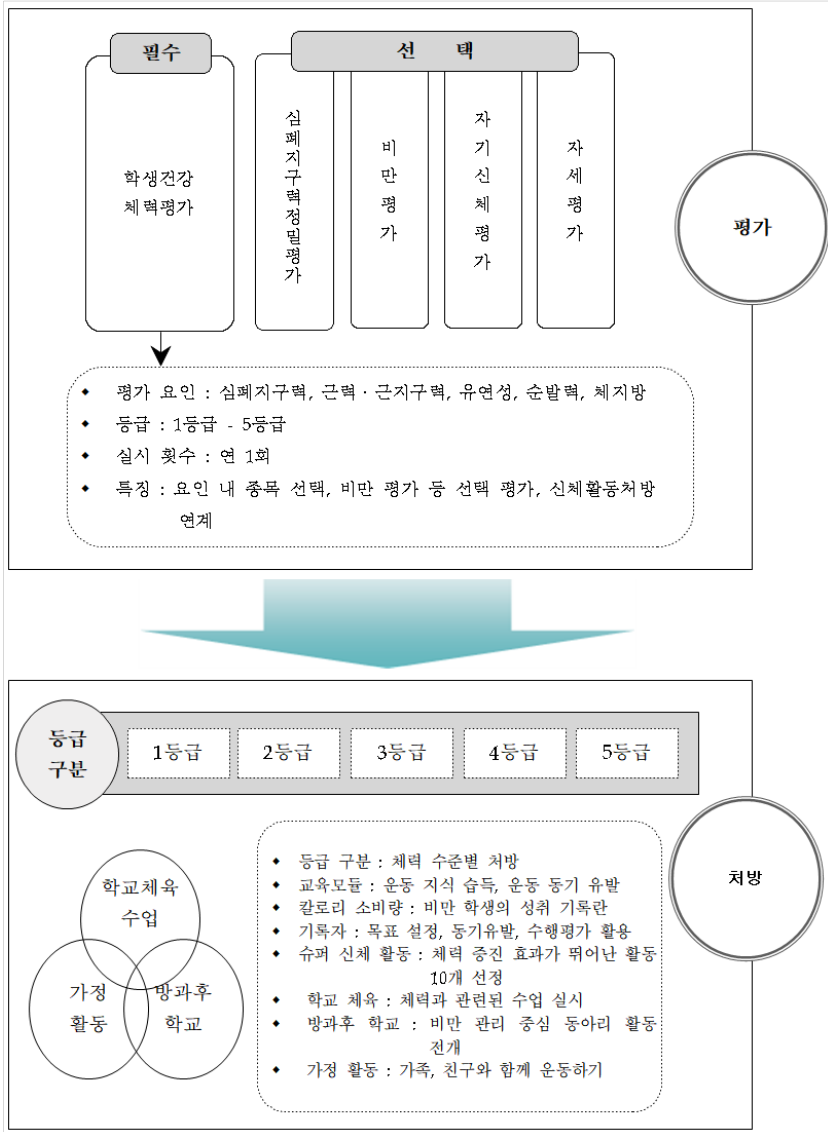 필수
선 택
학생건강
체력평가
심폐지구력정밀평가
비만평가
자기신체평가
자세평가
평가
◆ 평가 요인 : 심폐지구력, 근력 · 근지구력, 유연성, 순발력, 체지방
◆ 등급 : 1등급 - 5등급
◆ 실시 횟수 : 연 1회
◆ 특징 : 요인 내 종목 선택, 비만 평가 등 선택 평가, 신체활동처방
연계
등급
구분
1등급 2등급 3등급 4등급 5등급
학교체육
수업
가정
활동
방과후
학교
◆ 등급 구분 : 체력 수준별 처방
◆ 교육모듈 : 운동 지식 습득, 운동 동기 유발
◆ 칼로리 소비량 : 비만 학생의 성취 기록란
◆ 기록자 : 목표 설정, 동기유발, 수행평가 활용
◆ 슈퍼 신체 활동 : 체력 증진 효과가 뛰어난 활동
10개 선정
◆ 학교 체육 : 체력과 관련된 수업 실시
◆ 방과후 학교 : 비만 관리 중심 동아리 활동
전개
◆ 가정 활동 : 가족, 친구와 함께 운동하기
처방